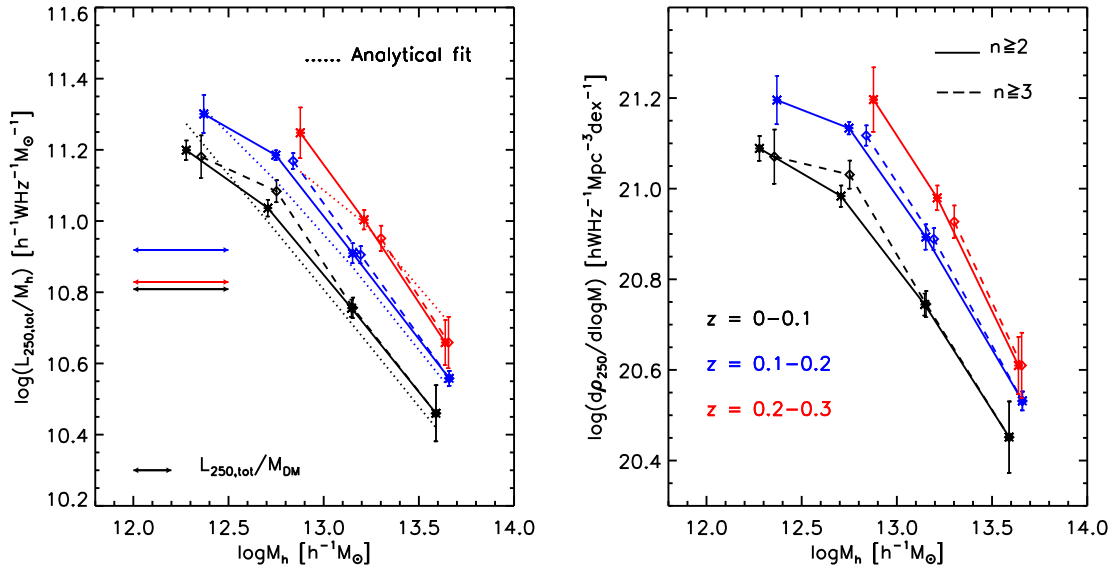 11.6
11.4
11.2
11.0
10.8
10.6
10.4
10.2
log(L250,tot/Mh) [h−1WHz−1M⊙−1]
Analytical fit
L250,tot/MDM
12.0 12.5 13.0 13.5 14.0
logMh [h−1M⊙]
21.2
21.0
20.8
20.6
20.4
log(dρ250/dlogM) [hWHz−1Mpc−3dex−1]
n≧2
n≧3
z = 0−0.1
z = 0.1−0.2
z = 0.2−0.3
12.0 12.5 13.0 13.5 14.0
logMh [h−1M⊙]